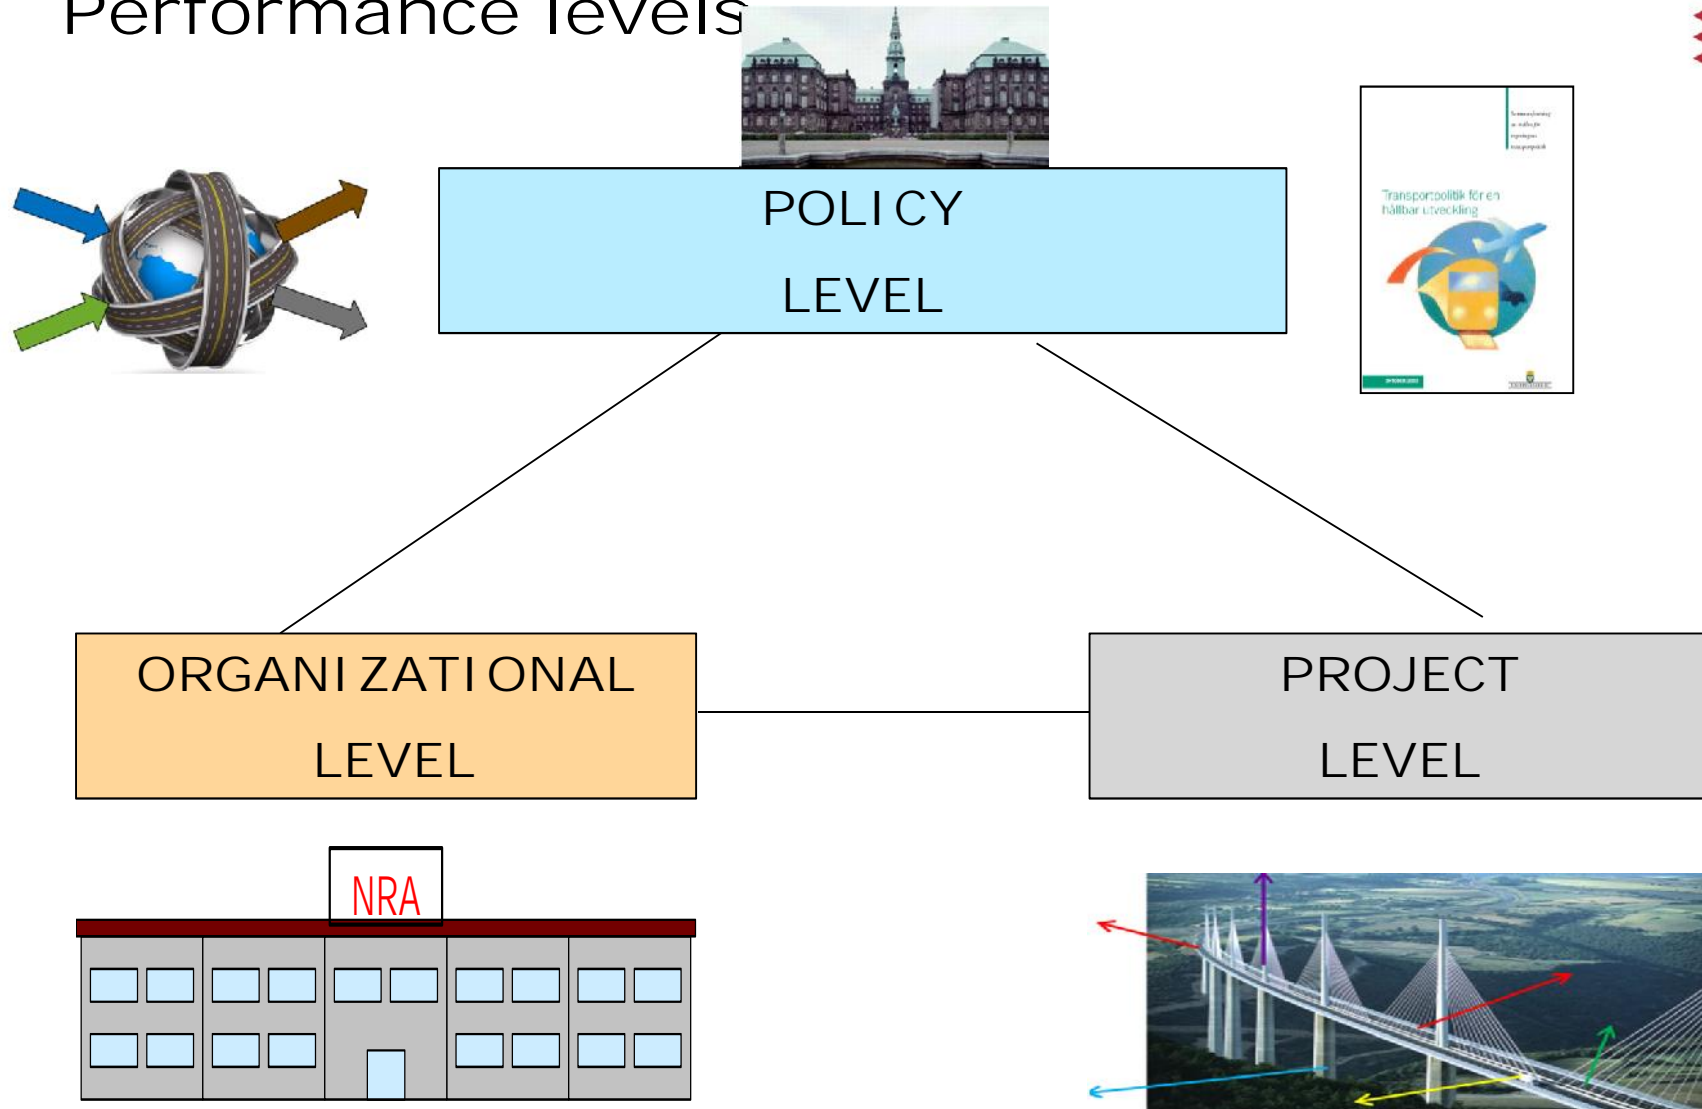 Performance levels
POLICY
LEVEL
Transportpolitik för en
hållbar utveckling
ORGANIZATIONAL
LEVEL
PROJECT
LEVEL
NRA